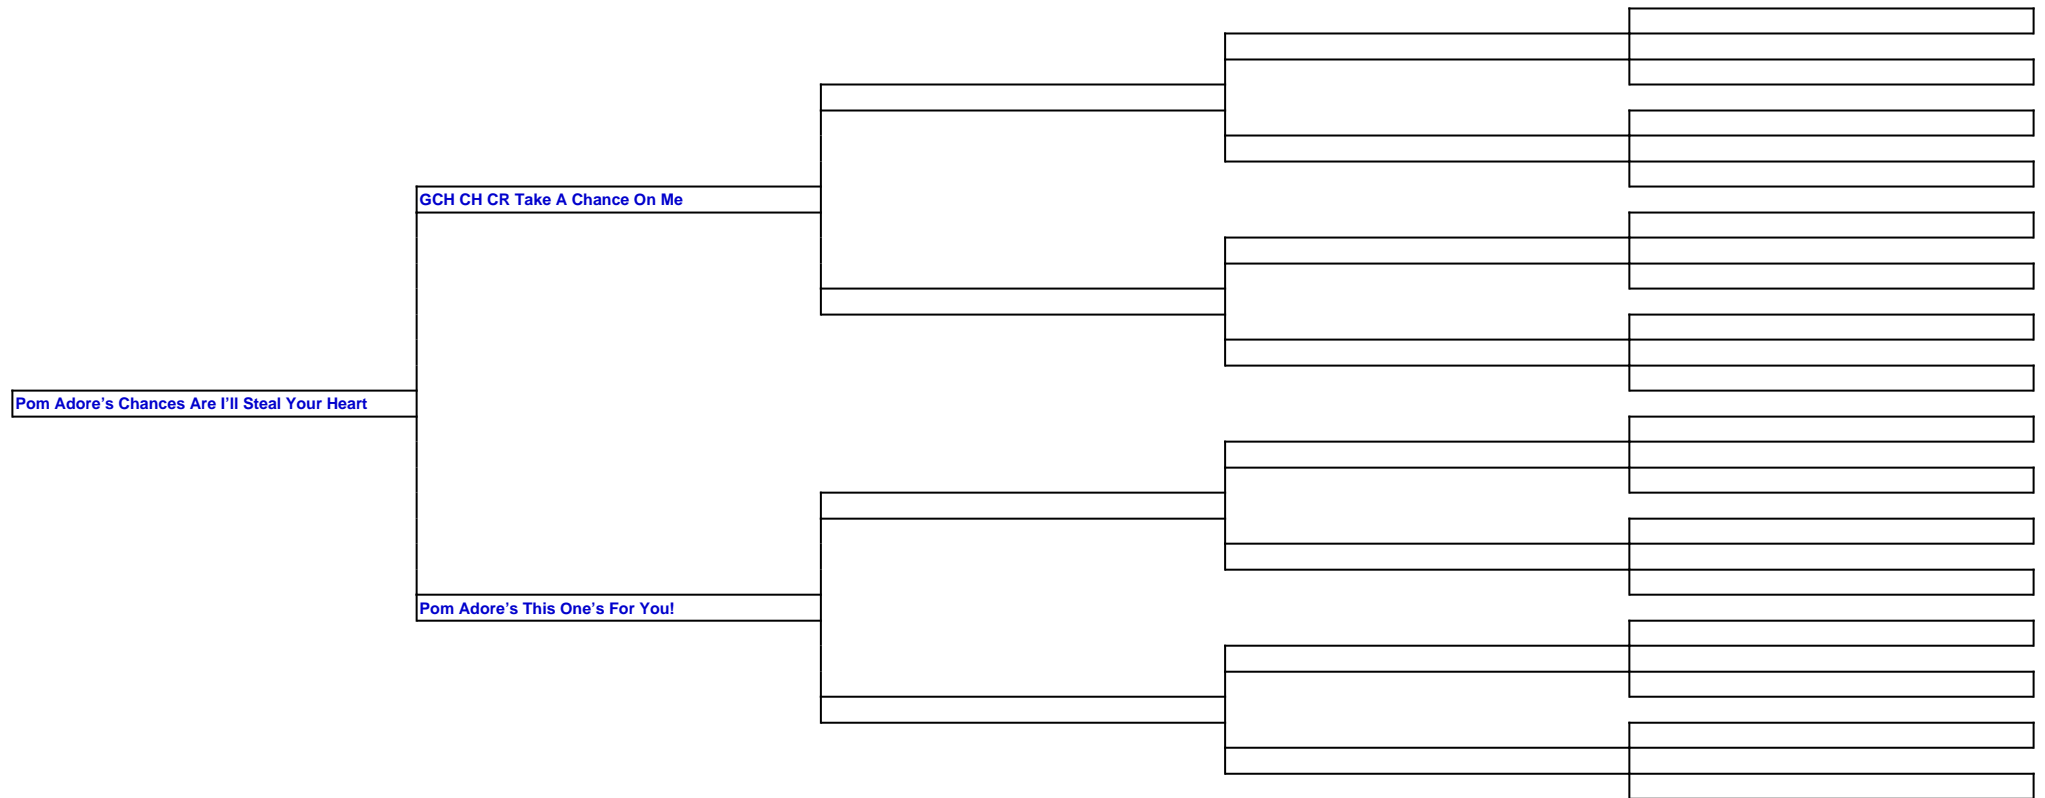 GCH CH CR Take A Chance On Me
Pom Adore’s Chances Are I’ll Steal Your Heart
Pom Adore’s This One’s For You!